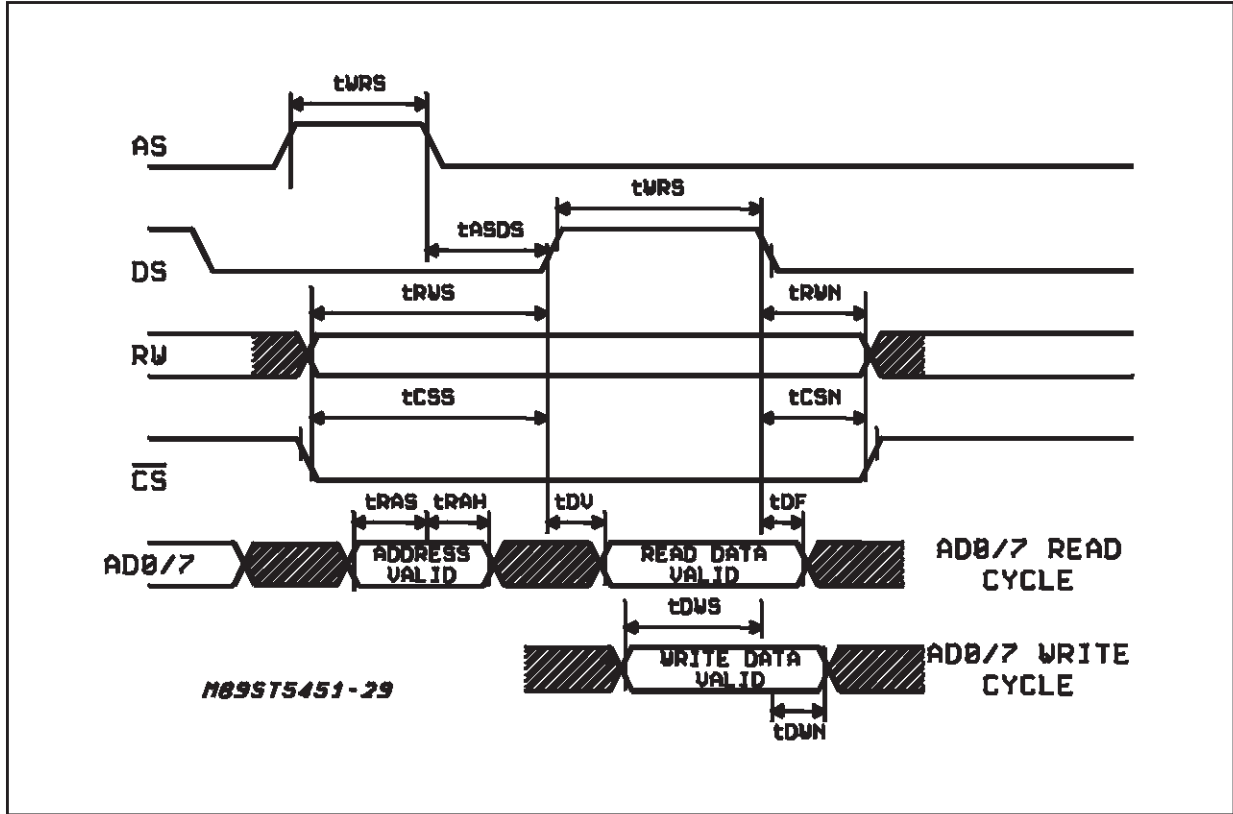 tWRS
AS
tWRS
tASDS
DS
tRWS
tRWN
RW
tCSS
tCSN
CS
tRAS tRAH tDV tDF
AD0/7
ADDRESS VALID
READ DATA VALID
AD0/7 READ CYCLE
tDWS
WRITE DATA VALID
AD0/7 WRITE CYCLE
M89ST5451-29
tDWN